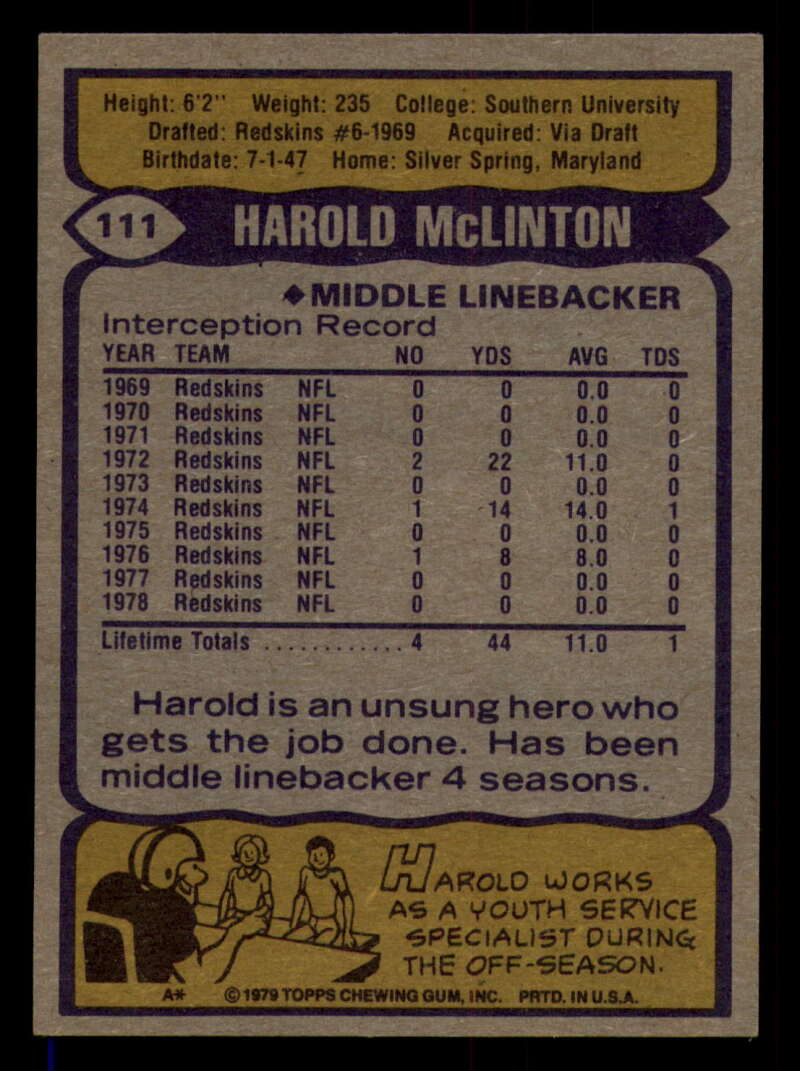 Height: 6'2" Weight: 235 College: Southern University
Drafted: Redskins #6-1969 Acquired: Via Draft
Birthdate: 7-1-47 Home: Silver Spring, Maryland
111 HAROLD McLINTON
◆MIDDLE LINEBACKER
Interception Record
YEAR TEAM NO YDS AVG TDS
1969 Redskins NFL 0 0 0.0 0
1970 Redskins NFL 0 0 0.0 0
1971 Redskins NFL 0 0 0.0 0
1972 Redskins NFL 2 22 11.0 0
1973 Redskins NFL 0 0 0.0 0
1974 Redskins NFL 1 14 14.0 1
1975 Redskins NFL 0 0 0.0 0
1976 Redskins NFL 1 8 8.0 0
1977 Redskins NFL 0 0 0.0 0
1978 Redskins NFL 0 0 0.0 0
Lifetime Totals ............ 4 44 11.0 1
Harold is an unsung hero who
gets the job done. Has been
middle linebacker 4 seasons.
HAROLD WORKS
AS A YOUTH SERVICE
SPECIALIST DURING
THE OFF-SEASON.
A* ©1979 TOPPS CHEWING GUM, INC. PRTD. IN U.S.A.